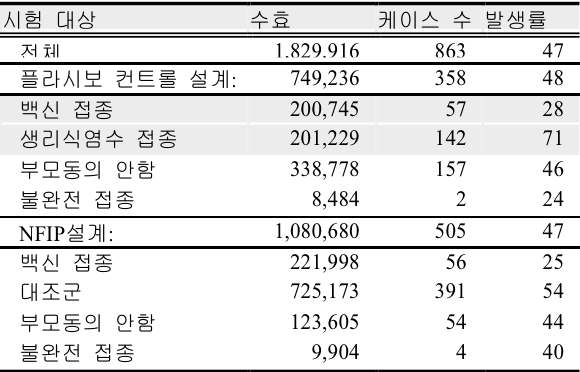 시험 대상 수효 케이스 수 발생률
전체 1,829,916 863 47
플라시보 컨트롤 설계: 749,236 358 48
백신 접종 200,745 57 28
생리식염수 접종 201,229 142 71
부모동의 안함 338,778 157 46
불완전 접종 8,484 2 24
NFIP설계: 1,080,680 505 47
백신 접종 221,998 56 25
대조군 725,173 391 54
부모동의 안함 123,605 54 44
불완전 접종 9,904 4 40